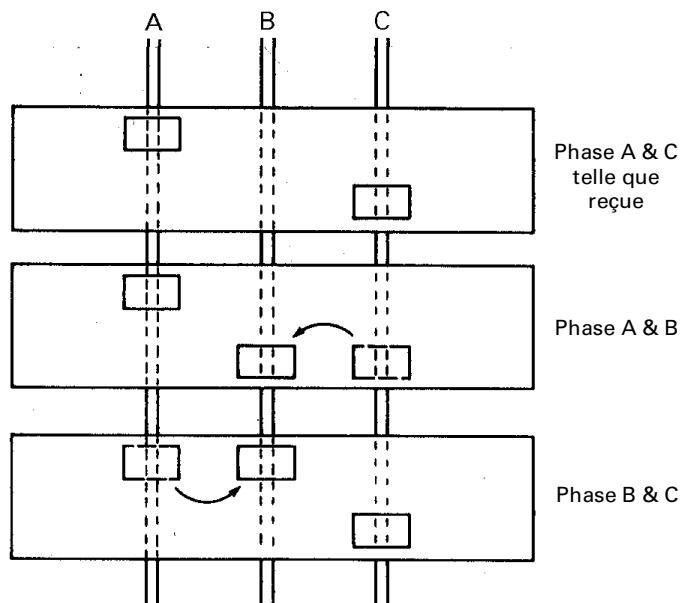 A B C
Phase A & C
telle que
reçue
Phase A & B
Phase B & C